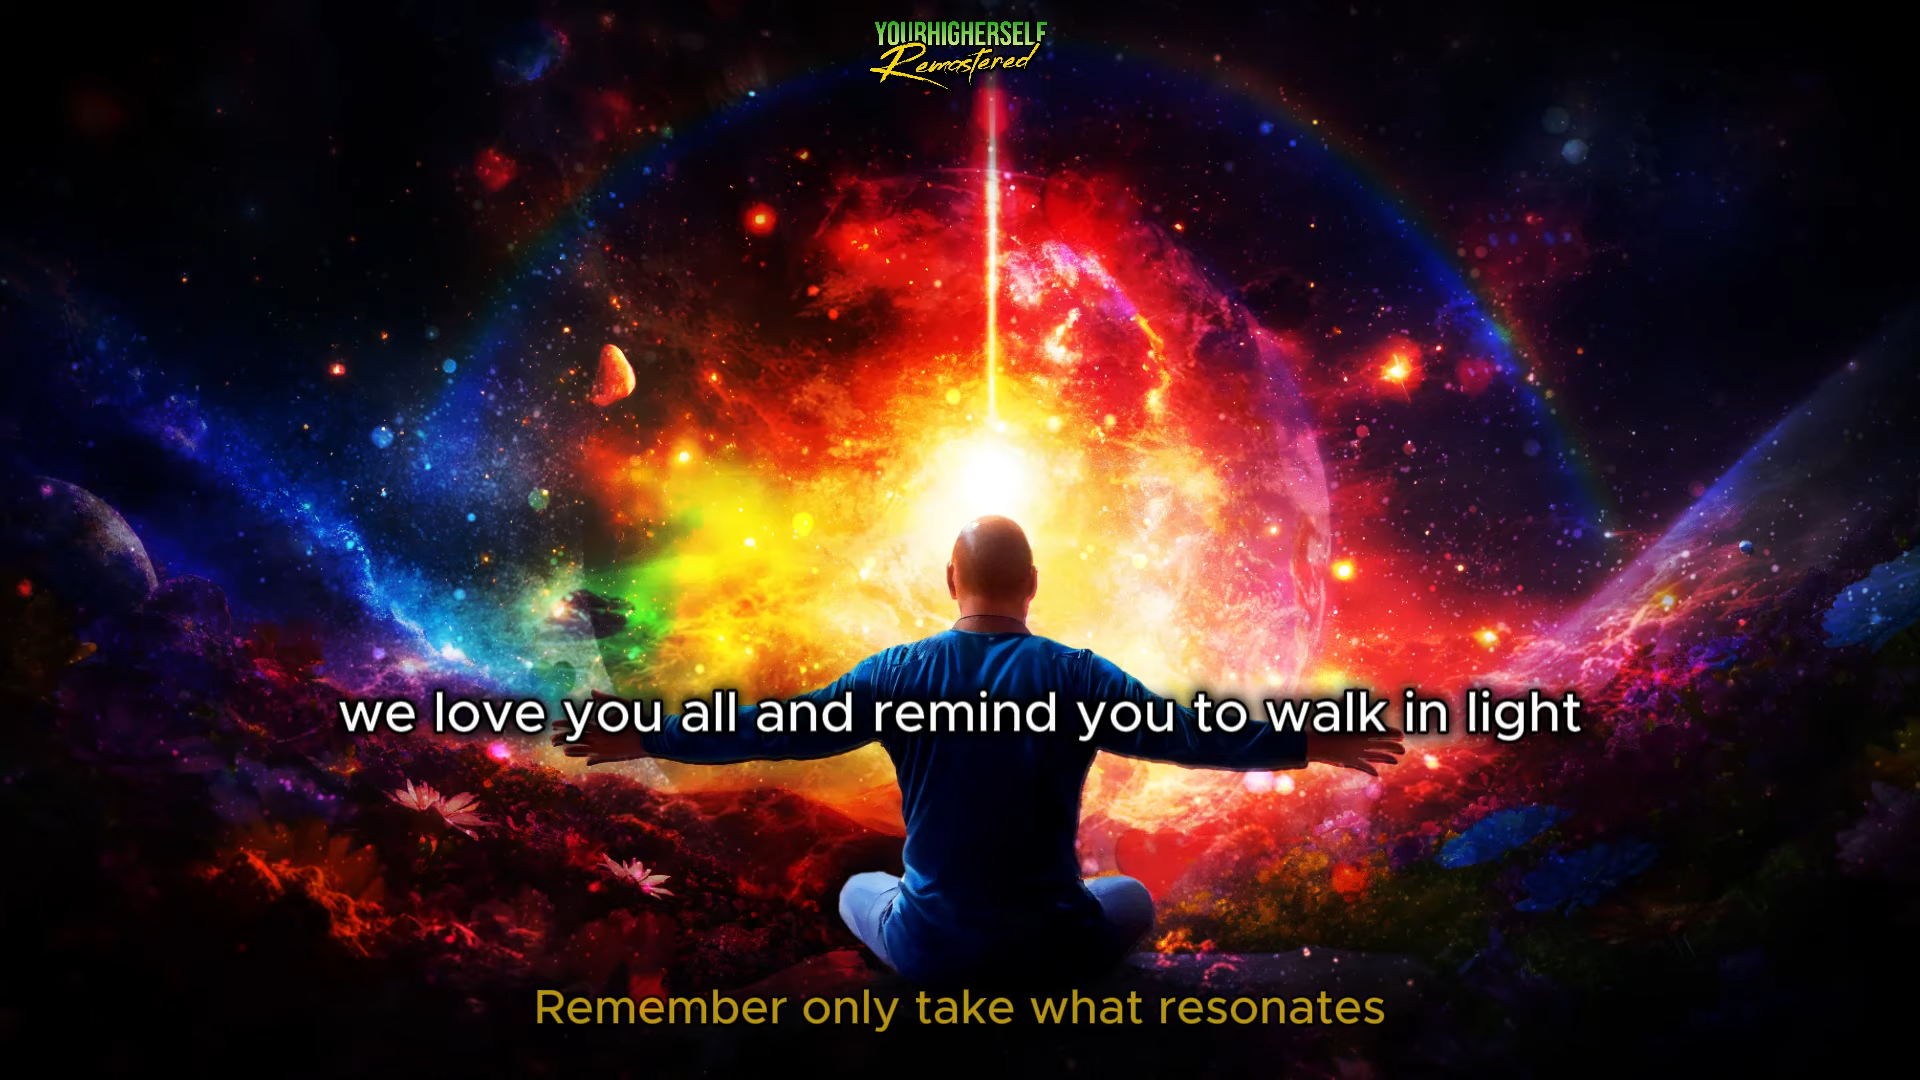 YOURHIGHERSELF
Remastered
we love you all and remind you to walk in light
Remember only take what resonates